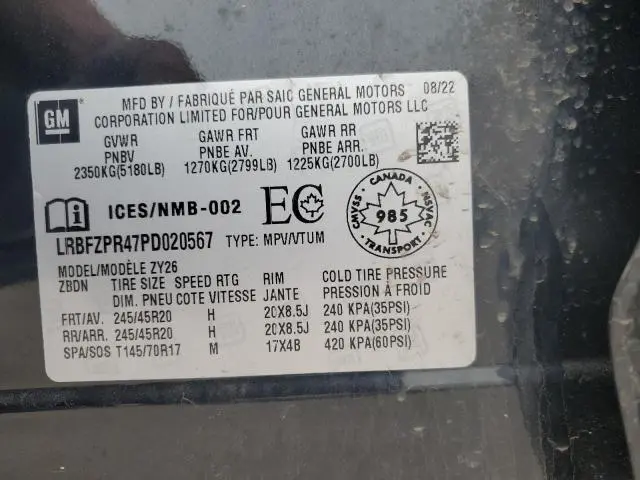 GM
MFD BY / FABRIQUÉ PAR SAIC GENERAL MOTORS 08/22
CORPORATION LIMITED FOR/POUR GENERAL MOTORS LLC
GVWR GAWR FRT GAWR RR
PNBV PNBE AV. PNBE ARR.
2350KG(5180LB) 1270KG(2799LB) 1225KG(2700LB)
ICES/NMB-002 EC
CANADA
CMVSS 985 NSVAC
TRANSPORT
LRBFZPR47PD020567 TYPE: MPV/VTUM
MODEL/MODÈLE ZY26
ZBDN TIRE SIZE SPEED RTG RIM COLD TIRE PRESSURE
DIM. PNEU COTE VITESSE JANTE PRESSION À FROID
FRT/AV. 245/45R20 H 20X8.5J 240 KPA(35PSI)
RR/ARR. 245/45R20 H 20X8.5J 240 KPA(35PSI)
SPA/SOS T145/70R17 M 17X4B 420 KPA(60PSI)